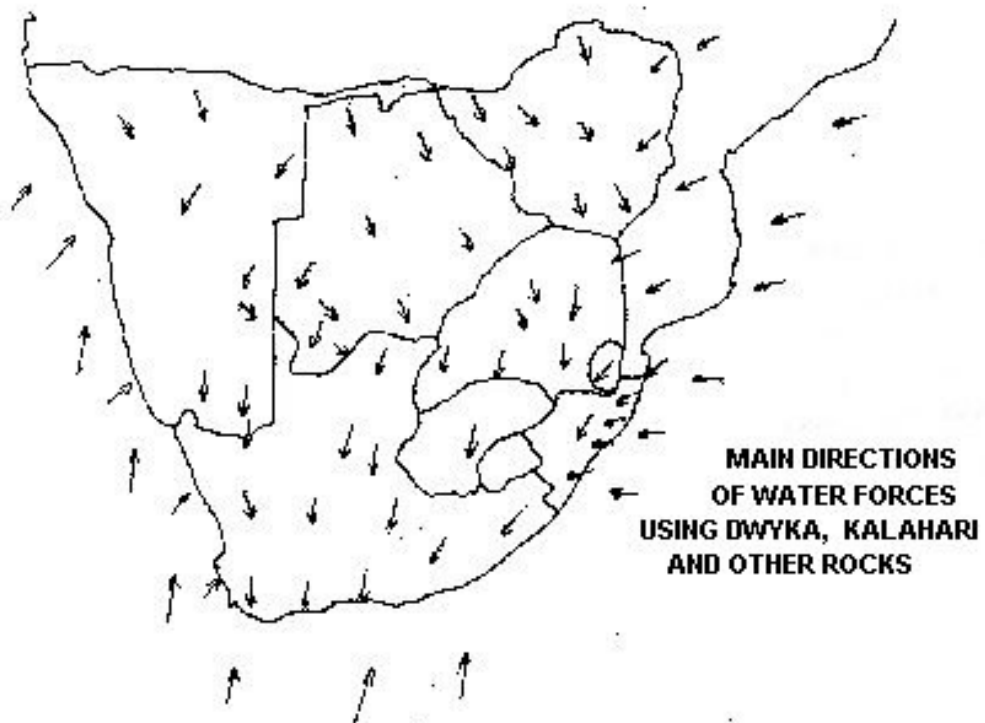 MAIN DIRECTIONS
OF WATER FORCES
USING DWYKA, KALAHARI
AND OTHER ROCKS